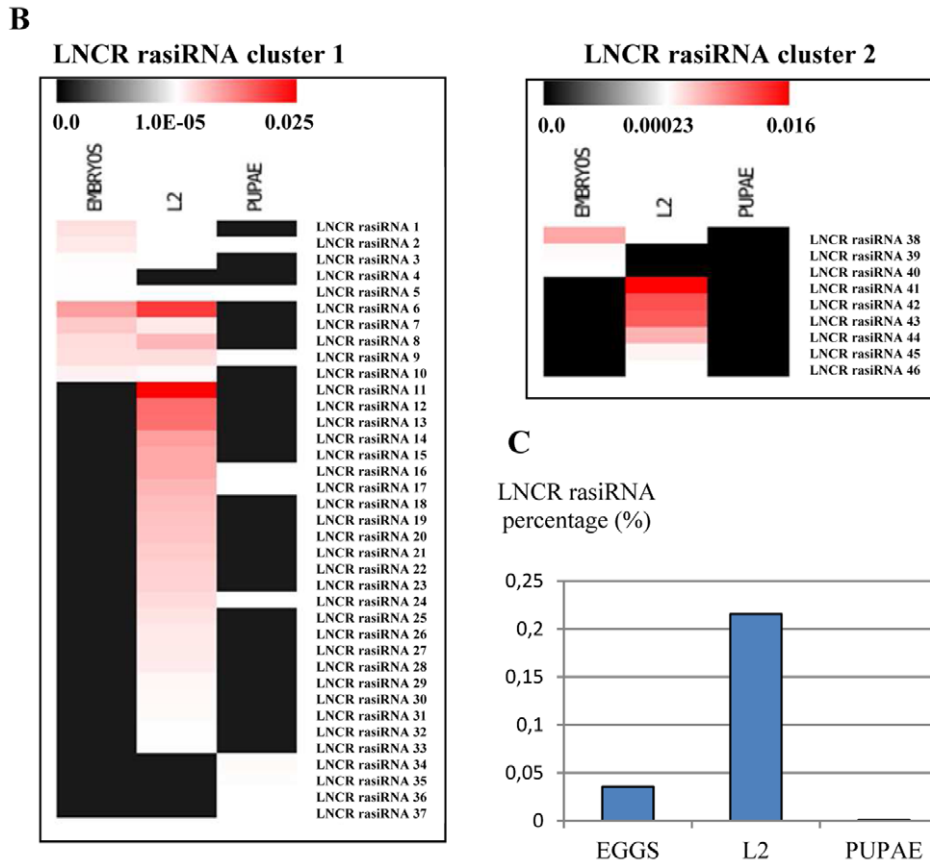 B
LNCR rasiRNA cluster 1
0.0 1.0E-05 0.025
EMBRYOS L2 PUPAE
LNCR rasiRNA 1
LNCR rasiRNA 2
LNCR rasiRNA 3
LNCR rasiRNA 4
LNCR rasiRNA 5
LNCR rasiRNA 6
LNCR rasiRNA 7
LNCR rasiRNA 8
LNCR rasiRNA 9
LNCR rasiRNA 10
LNCR rasiRNA 11
LNCR rasiRNA 12
LNCR rasiRNA 13
LNCR rasiRNA 14
LNCR rasiRNA 15
LNCR rasiRNA 16
LNCR rasiRNA 17
LNCR rasiRNA 18
LNCR rasiRNA 19
LNCR rasiRNA 20
LNCR rasiRNA 21
LNCR rasiRNA 22
LNCR rasiRNA 23
LNCR rasiRNA 24
LNCR rasiRNA 25
LNCR rasiRNA 26
LNCR rasiRNA 27
LNCR rasiRNA 28
LNCR rasiRNA 29
LNCR rasiRNA 30
LNCR rasiRNA 31
LNCR rasiRNA 32
LNCR rasiRNA 33
LNCR rasiRNA 34
LNCR rasiRNA 35
LNCR rasiRNA 36
LNCR rasiRNA 37
LNCR rasiRNA cluster 2
0.0 0.00023 0.016
EMBRYOS L2 PUPAE
LNCR rasiRNA 38
LNCR rasiRNA 39
LNCR rasiRNA 40
LNCR rasiRNA 41
LNCR rasiRNA 42
LNCR rasiRNA 43
LNCR rasiRNA 44
LNCR rasiRNA 45
LNCR rasiRNA 46
C
LNCR rasiRNA
percentage (%)
0,25
0,2
0,15
0,1
0,05
0
EGGS L2 PUPAE